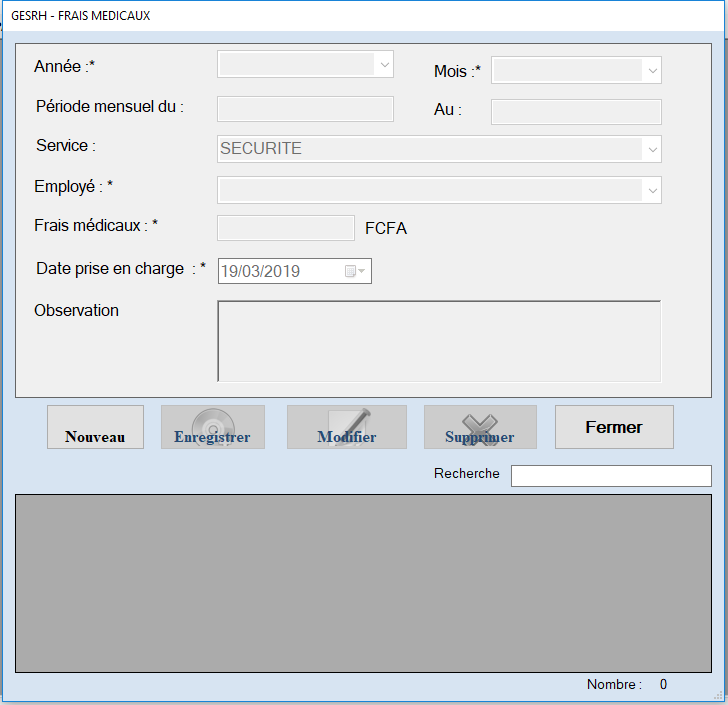 GESRH - FRAIS MEDICAUX
Année :*
Mois :*
Période mensuel du :
Au :
Service :
SECURITE
Employé : *
Frais médicaux : *
FCFA
Date prise en charge : *
19/03/2019
Observation
Nouveau
Enregistrer
Modifier
Supprimer
Fermer
Recherche
Nombre : 0